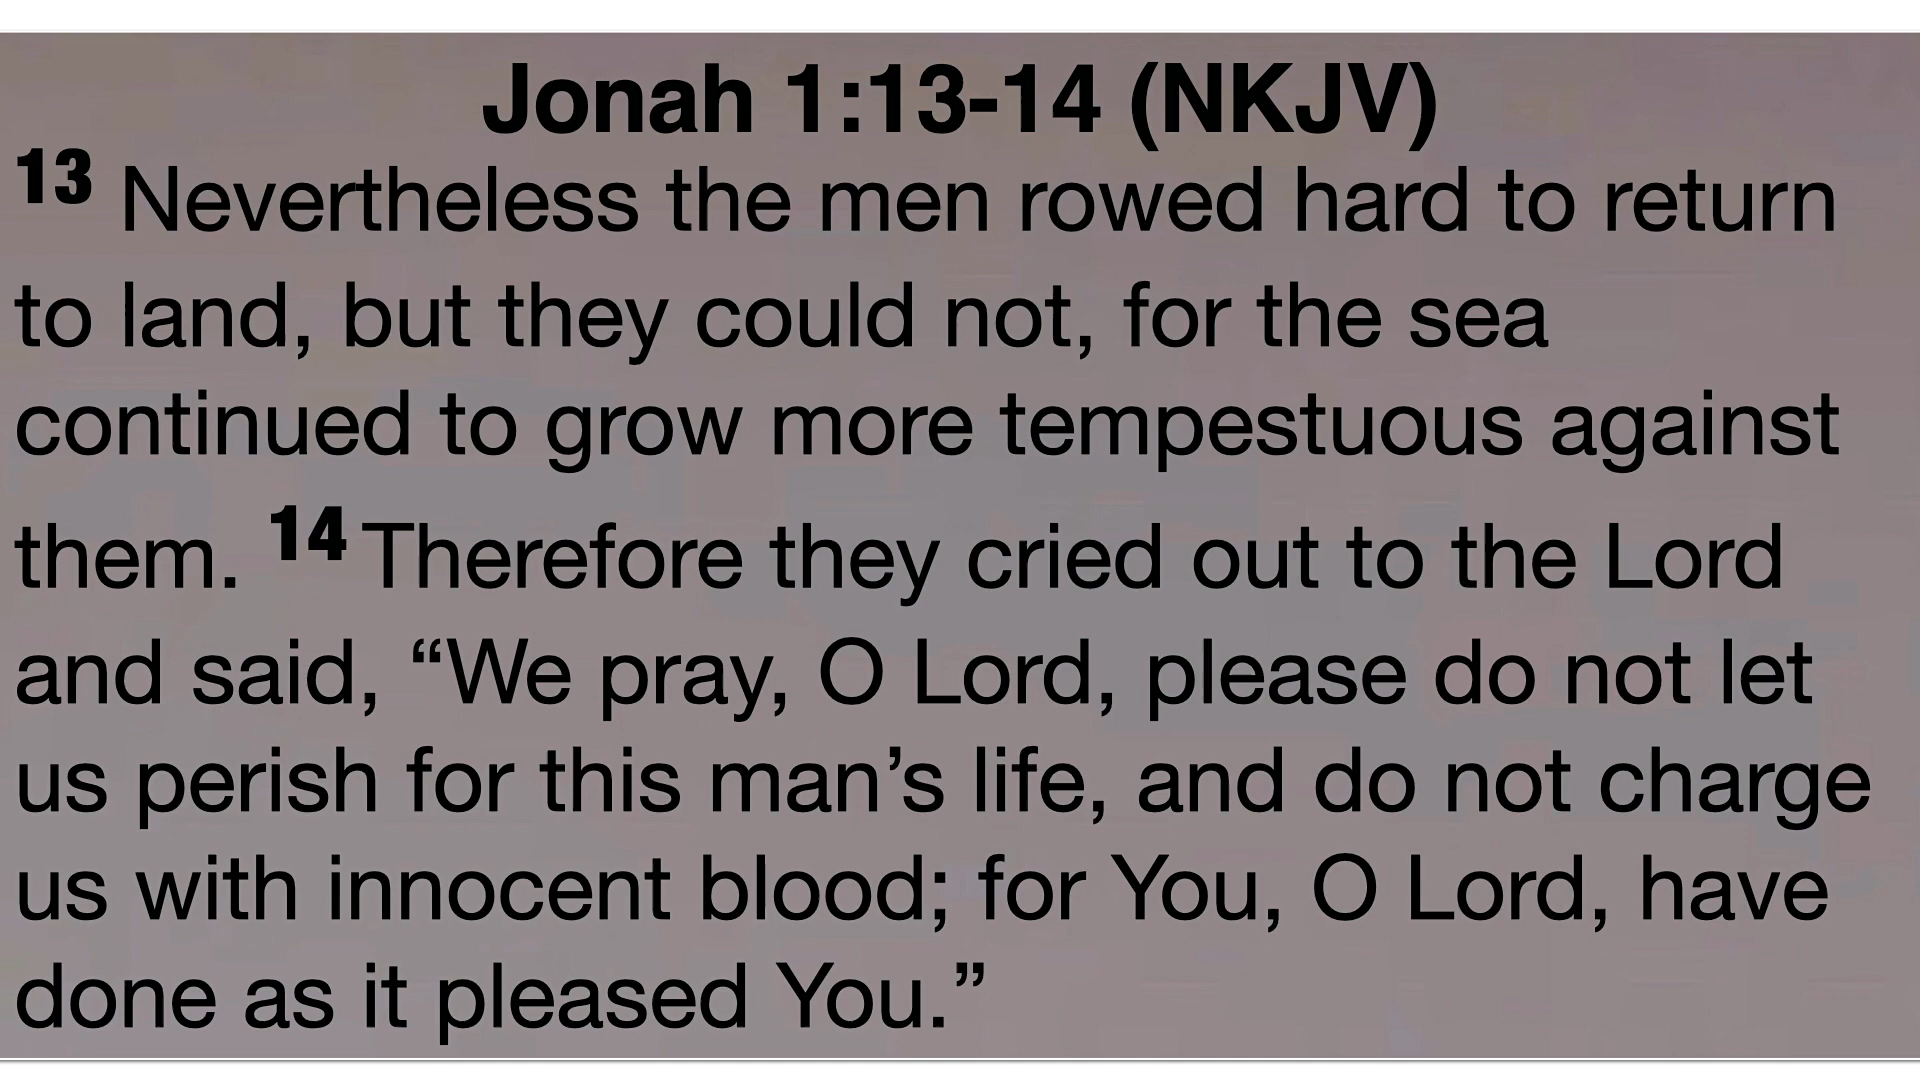 Jonah 1:13-14 (NKJV)
13 Nevertheless the men rowed hard to return
to land, but they could not, for the sea
continued to grow more tempestuous against
them. 14 Therefore they cried out to the Lord
and said, “We pray, O Lord, please do not let
us perish for this man’s life, and do not charge
us with innocent blood; for You, O Lord, have
done as it pleased You.”